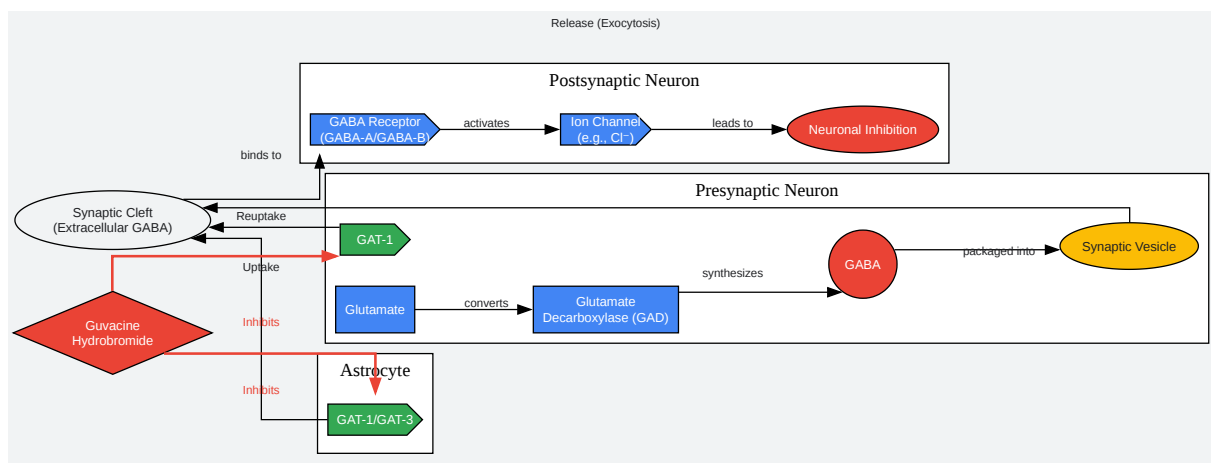 Release (Exocytosis)
Postsynaptic Neuron
GABA Receptor
(GABA-A/GABA-B)
activates
Ion Channel
(e.g., Cl⁻)
leads to
Neuronal Inhibition
binds to
Presynaptic Neuron
Synaptic Cleft
(Extracellular GABA)
Reuptake
GAT-1
Uptake
GABA
packaged into
Synaptic Vesicle
synthesizes
Glutamate
converts
Glutamate
Decarboxylase (GAD)
Guvacine
Hydrobromide
Inhibits
Astrocyte
Inhibits
GAT-1/GAT-3